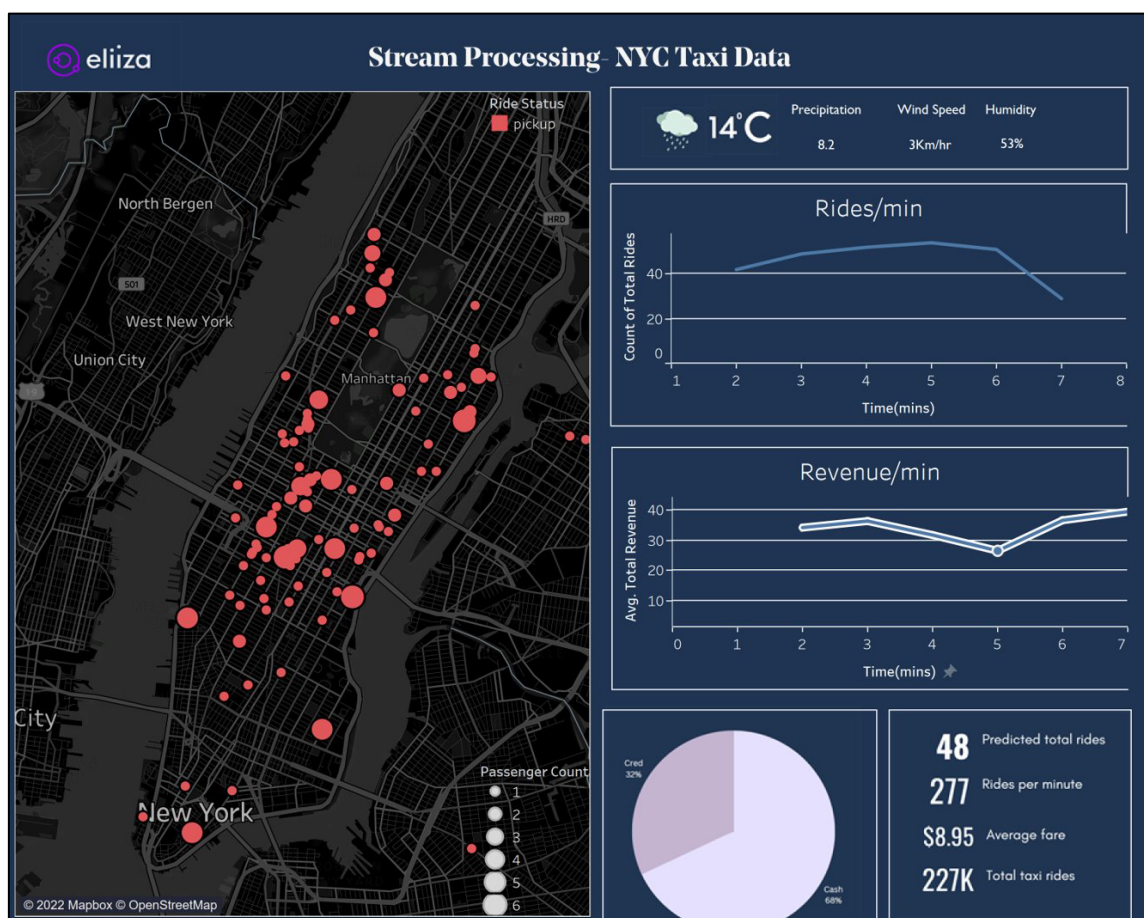 eliiza
Stream Processing- NYC Taxi Data
Ride Status
pickup
North Bergen
HRD
501
West New York
Union City
Manhattan
City
New York
Passenger Count
1
2
3
4
5
6
© 2022 Mapbox © OpenStreetMap
14°C
Precipitation
Wind Speed
Humidity
8.2
3Km/hr
53%
Rides/min
Count of Total Rides
40
20
0
1 2 3 4 5 6 7 8
Time(mins)
Revenue/min
Avg. Total Revenue
40
30
20
10
0 1 2 3 4 5 6 7
Time(mins)
Cred
32%
Cash
68%
48 Predicted total rides
277 Rides per minute
$8.95 Average fare
227K Total taxi rides